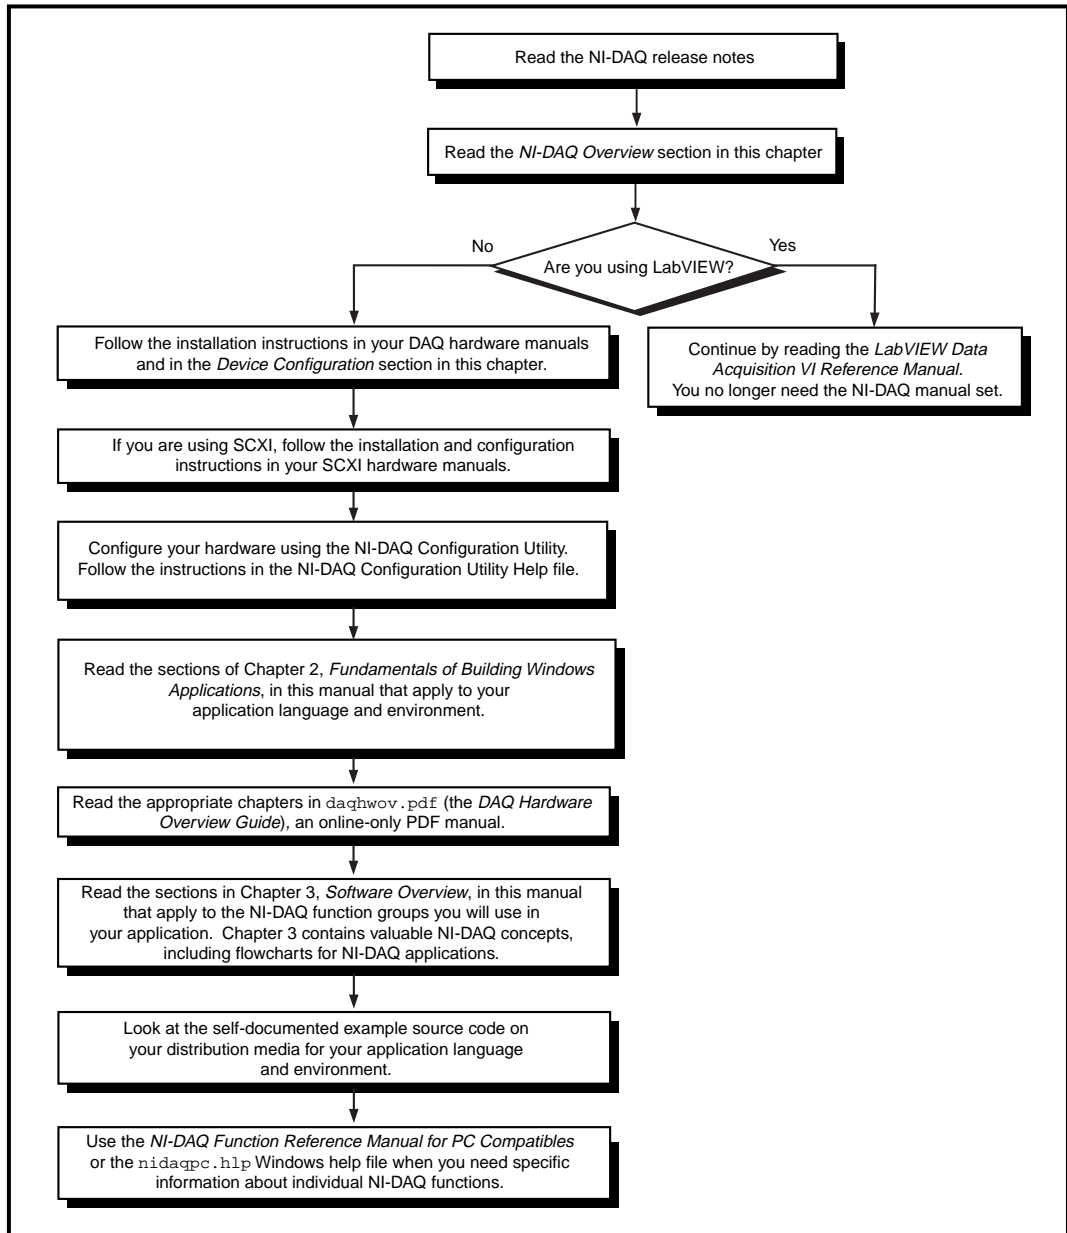 Read the NI-DAQ release notes
Read the NI-DAQ Overview section in this chapter
No
Yes
Are you using LabVIEW?
Follow the installation instructions in your DAQ hardware manuals
and in the Device Configuration section in this chapter.
Continue by reading the LabVIEW Data
Acquisition VI Reference Manual.
You no longer need the NI-DAQ manual set.
If you are using SCXI, follow the installation and configuration
instructions in your SCXI hardware manuals.
Configure your hardware using the NI-DAQ Configuration Utility.
Follow the instructions in the NI-DAQ Configuration Utility Help file.
Read the sections of Chapter 2, Fundamentals of Building Windows
Applications, in this manual that apply to your
application language and environment.
Read the appropriate chapters in daqhwov.pdf (the DAQ Hardware
Overview Guide), an online-only PDF manual.
Read the sections in Chapter 3, Software Overview, in this manual
that apply to the NI-DAQ function groups you will use in
your application. Chapter 3 contains valuable NI-DAQ concepts,
including flowcharts for NI-DAQ applications.
Look at the self-documented example source code on
your distribution media for your application language
and environment.
Use the NI-DAQ Function Reference Manual for PC Compatibles
or the nidaqpc.hlp Windows help file when you need specific
information about individual NI-DAQ functions.